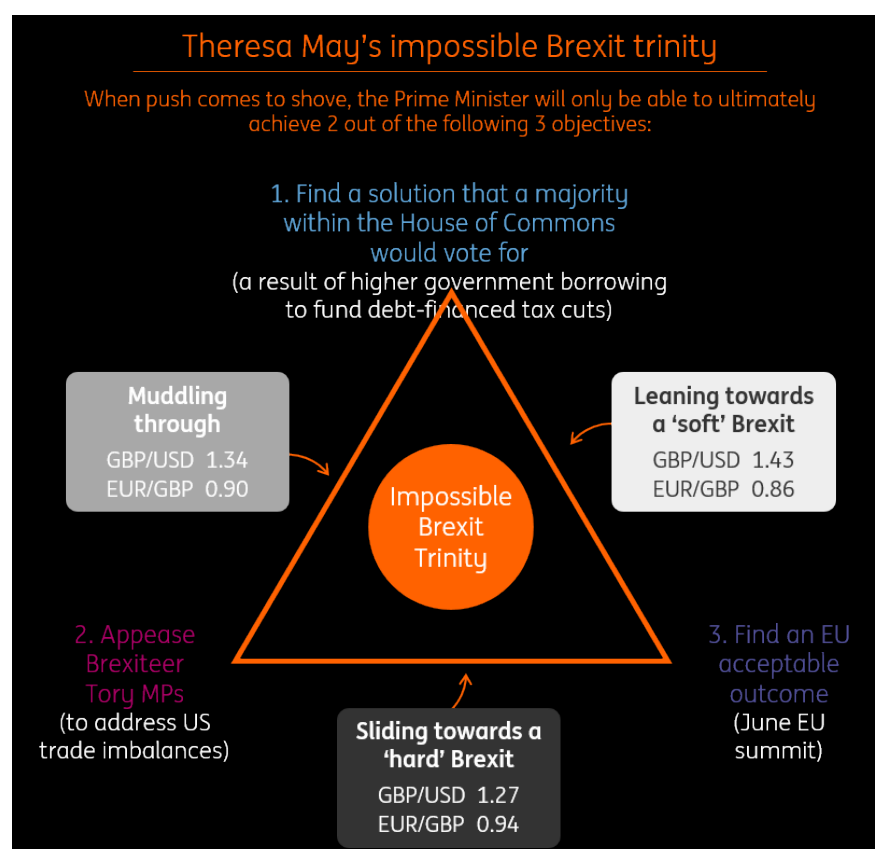 Theresa May's impossible Brexit trinity
When push comes to shove, the Prime Minister will only be able to ultimately
achieve 2 out of the following 3 objectives:
1. Find a solution that a majority
within the House of Commons
would vote for
(a result of higher government borrowing
to fund debt-financed tax cuts)
Muddling
through
GBP/USD 1.34
EUR/GBP 0.90
Leaning towards
a ‘soft’ Brexit
GBP/USD 1.43
EUR/GBP 0.86
Impossible
Brexit
Trinity
2. Appease
Brexiteer
Tory MPs
(to address US
trade imbalances)
3. Find an EU
acceptable
outcome
(June EU
summit)
Sliding towards a
‘hard’ Brexit
GBP/USD 1.27
EUR/GBP 0.94